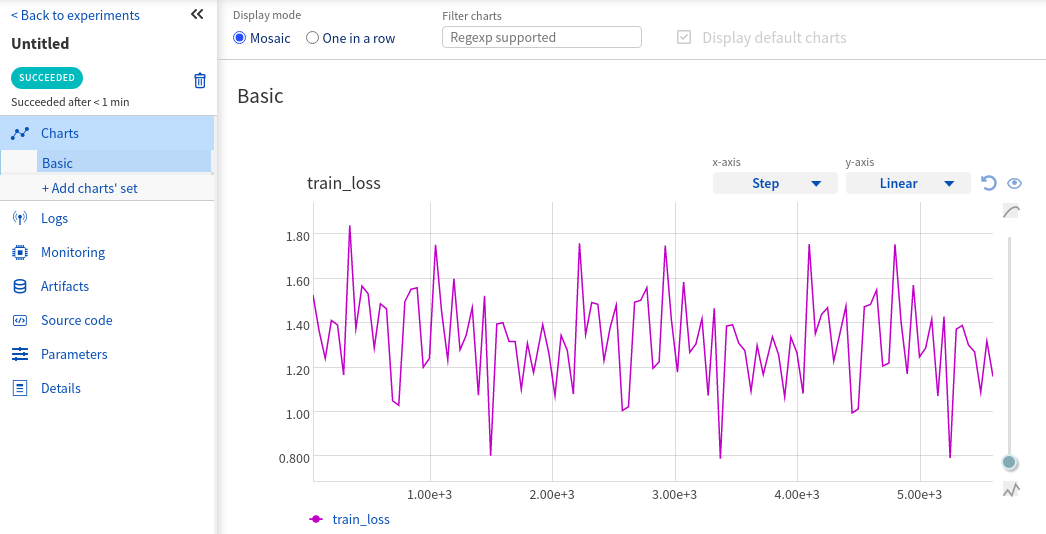 < Back to experiments
Untitled
SUCCEEDED
Succeeded after < 1 min
Charts
Basic
+ Add charts' set
Logs
Monitoring
Artifacts
Source code
Parameters
Details
Display mode
Mosaic
One in a row
Filter charts
Regexp supported
Display default charts
Basic
train_loss
x-axis
Step
y-axis
Linear
1.80
1.60
1.40
1.20
1.00
0.800
1.00e+3
2.00e+3
3.00e+3
4.00e+3
5.00e+3
train_loss